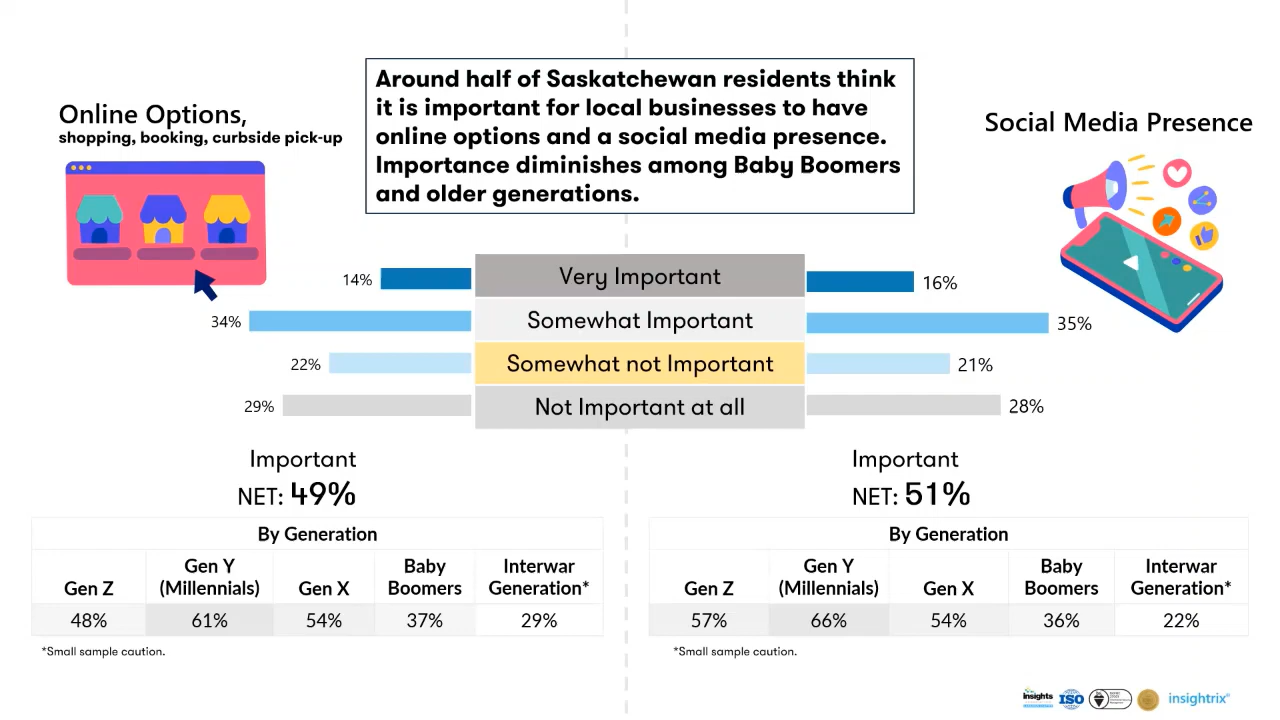 Around half of Saskatchewan residents think
it is important for local businesses to have
online options and a social media presence.
Importance diminishes among Baby Boomers
and older generations.
Online Options,
shopping, booking, curbside pick-up
Social Media Presence
14% Very Important 16%
34% Somewhat Important 35%
22% Somewhat not Important 21%
29% Not Important at all 28%
Important
NET: 49%
By Generation
Gen Z Gen Y (Millennials) Gen X Baby Boomers Interwar Generation*
48% 61% 54% 37% 29%
*Small sample caution.
Important
NET: 51%
By Generation
Gen Z Gen Y (Millennials) Gen X Baby Boomers Interwar Generation*
57% 66% 54% 36% 22%
*Small sample caution.
Insights ISO insightrix®